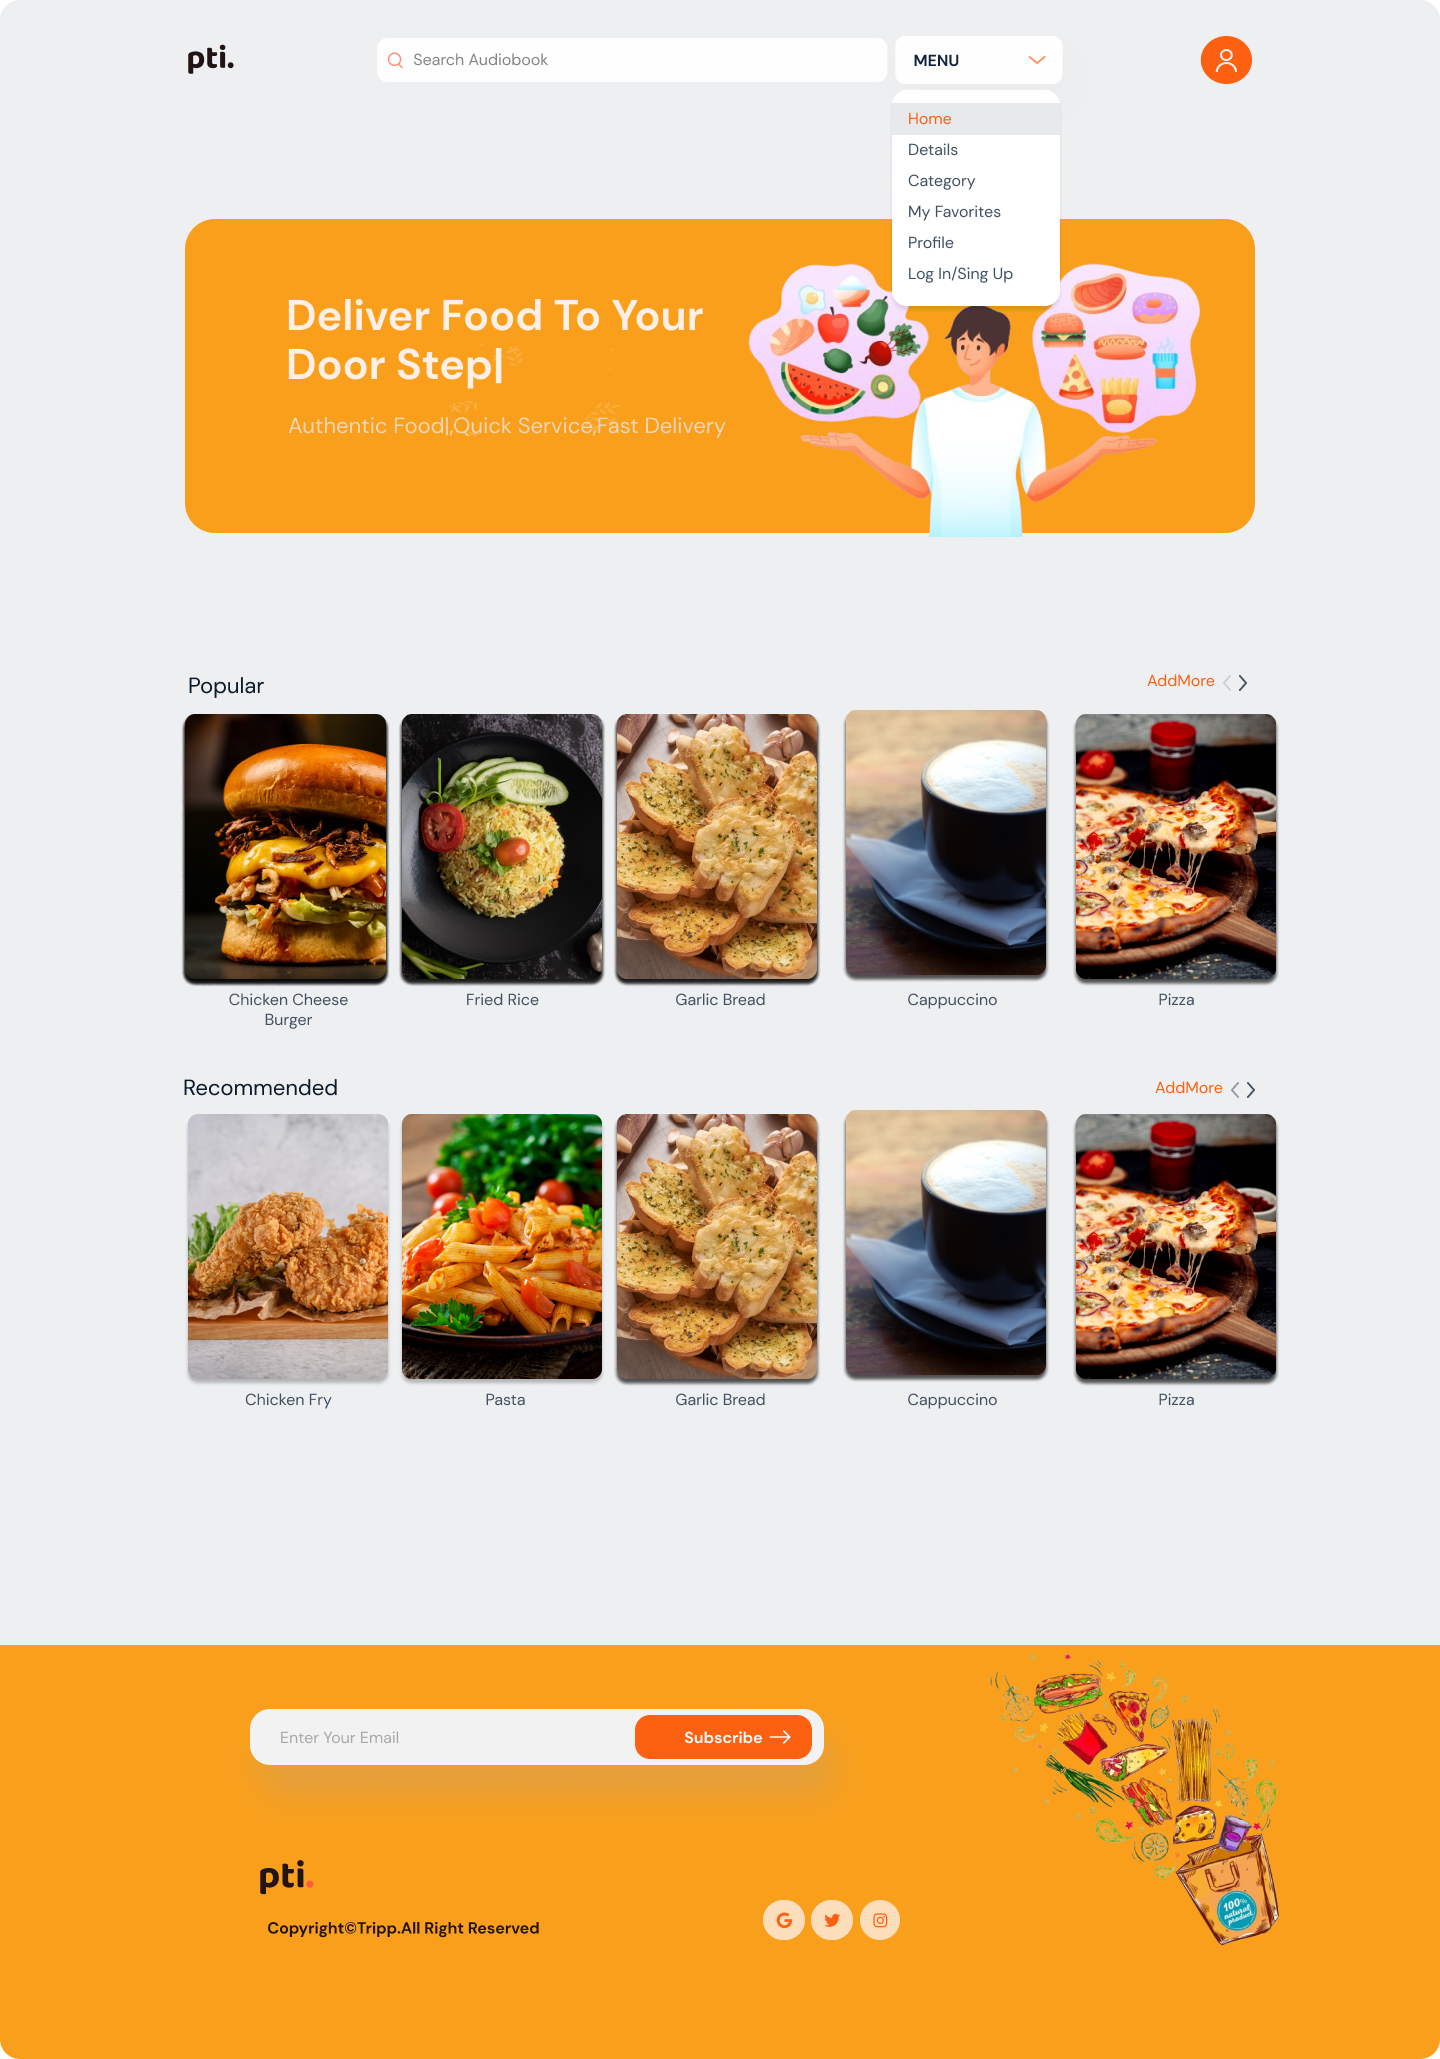 pti.
Search Audiobook
MENU
Home
Details
Category
My Favorites
Profile
Log In/Sing Up
Deliver Food To Your
Door Step|
Authentic Food|,Quick Service,Fast Delivery
Popular
AddMore
Chicken Cheese
Burger
Fried Rice
Garlic Bread
Cappuccino
Pizza
Recommended
AddMore
Chicken Fry
Pasta
Garlic Bread
Cappuccino
Pizza
Enter Your Email
Subscribe
100%
natural
product
pti.
Copyright©Tripp.All Right Reserved